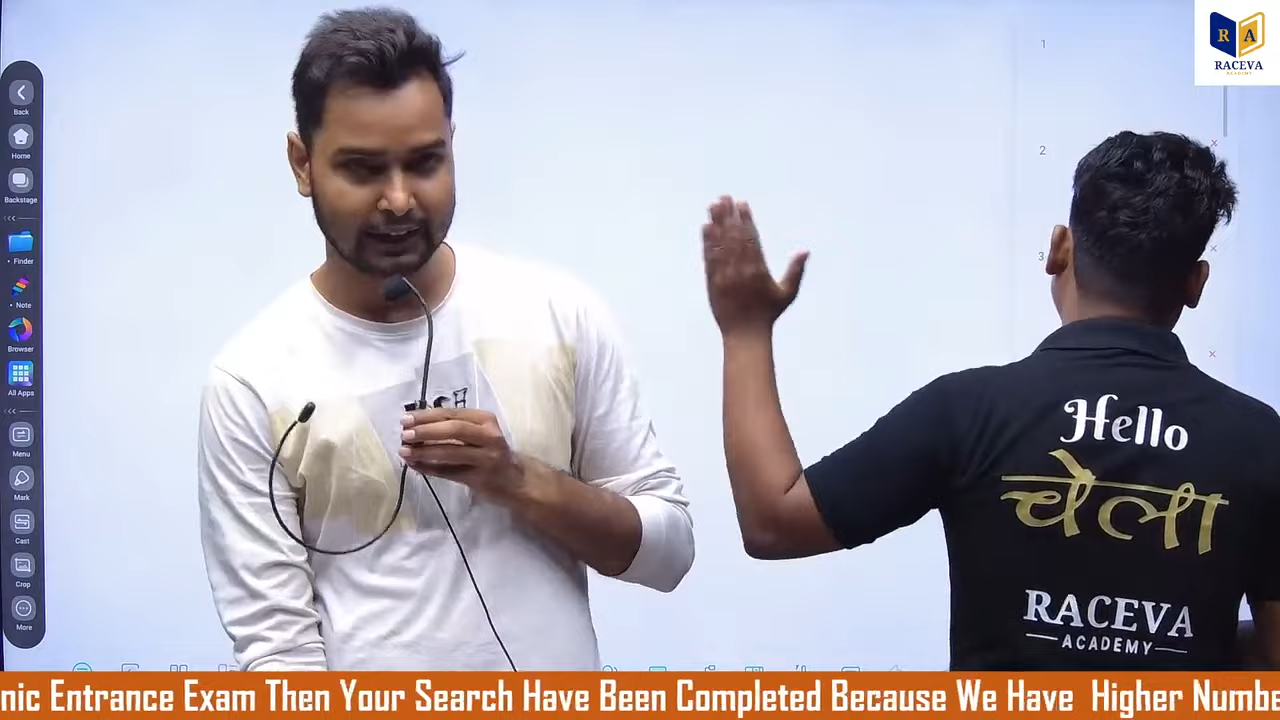 R A
RACEVA
ACADEMY
1
2
3
Back
Home
Backstage
Finder
Note
Browser
All Apps
Menu
Mark
Cast
Crop
More
Hello
चेला
RACEVA
ACADEMY
nic Entrance Exam Then Your Search Have Been Completed Because We Have Higher Numbe